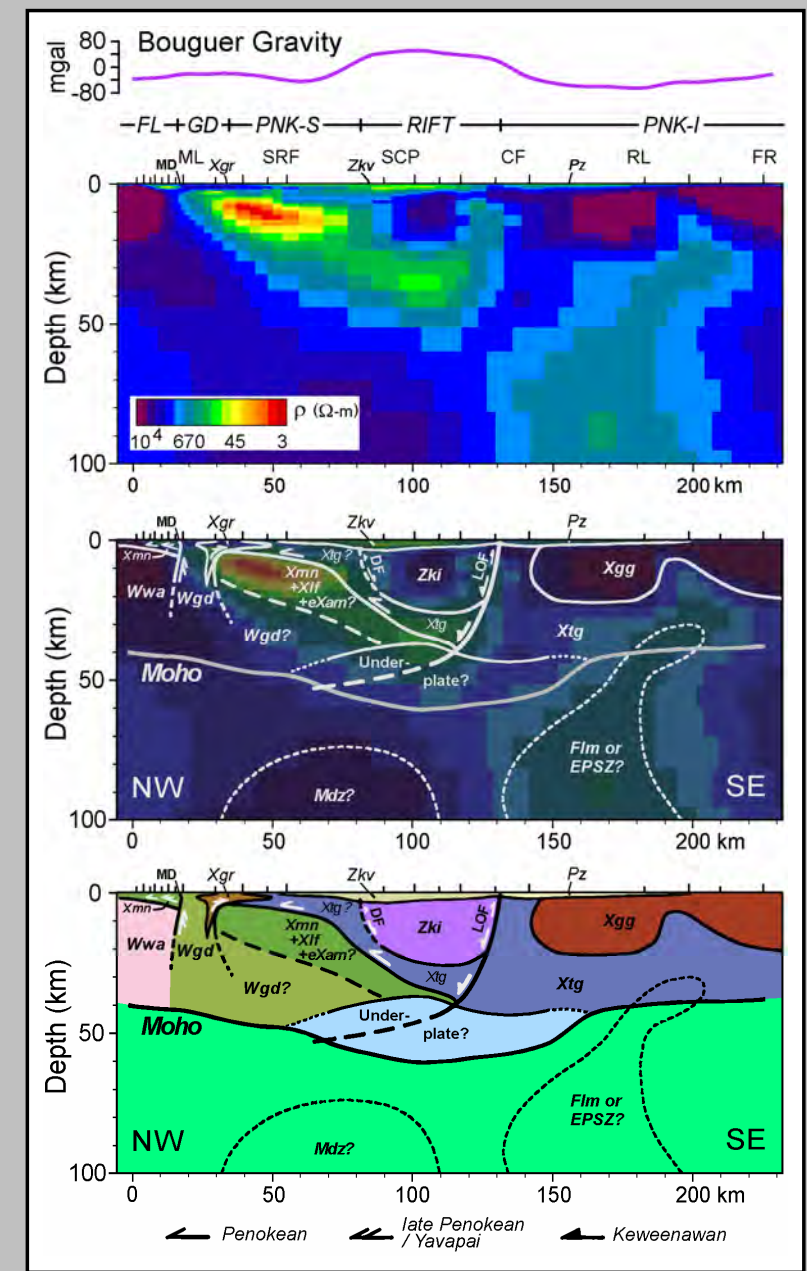 Bouguer Gravity
mgal
80
0
-80
FL GD PNK-S RIFT PNK-I
MD ML Xgr SRF Zkv SCP CF Pz RL FR
Depth (km)
0
50
100
ρ (Ω-m)
10⁴ 670 45 3
0 50 100 150 200 km
MD Xgr Zkv Pz
Depth (km)
0
50
100
Xmn
Wwa
Wgd
Wgd?
Xmn
+Xlf
+eXam?
Xtg?
DF
Zki
LOF
Xtg
Xgg
Xtg
Moho
Under-
plate?
Flm or
EPSZ?
NW
Mdz?
SE
0 50 100 150 200 km
MD Xgr Zkv Pz
Depth (km)
0
50
100
Xmn
Wwa
Wgd
Wgd?
Xmn
+Xlf
+eXam?
Xtg?
DF
Zki
LOF
Xtg
Xgg
Xtg
Moho
Under-
plate?
Flm or
EPSZ?
NW
Mdz?
SE
0 50 100 150 200 km
Penokean
late Penokean
/ Yavapai
Keweenawan